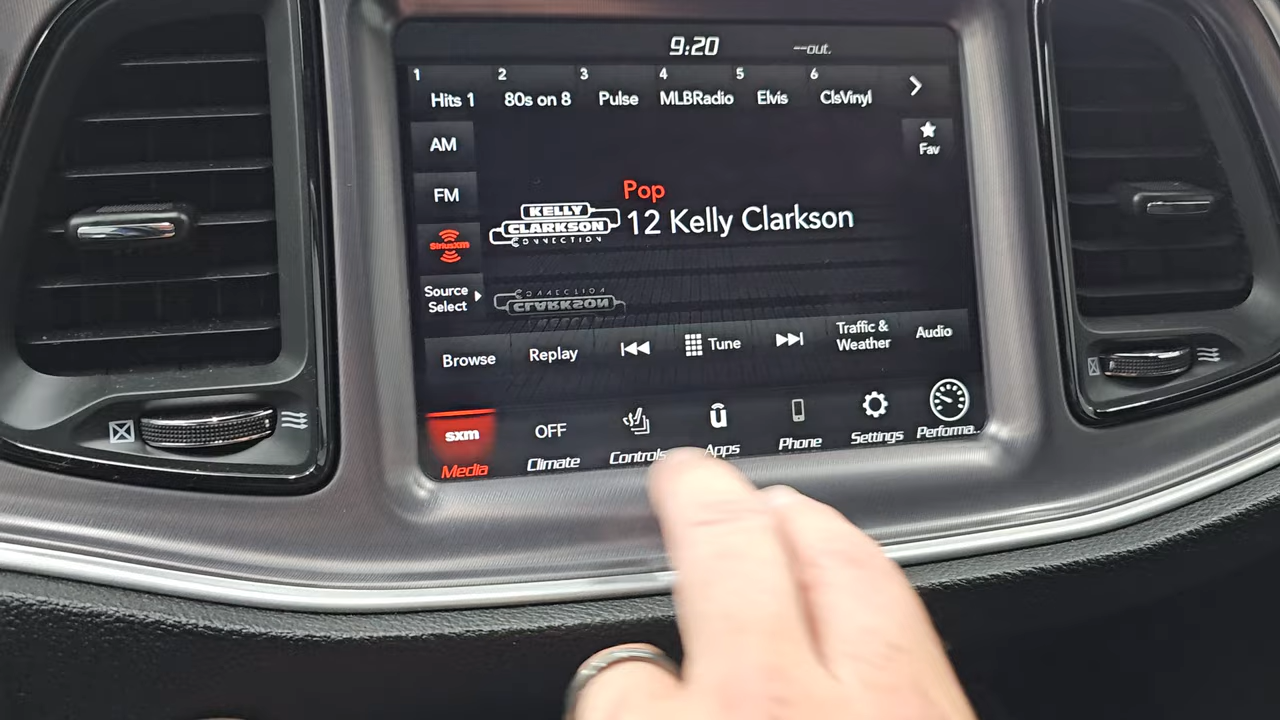 9:20
--out.
1 2 3 4 5 6
Hits 1 80s on 8 Pulse MLBRadio Elvis ClsVinyl
AM
Fav
FM
Pop
KELLY
CLARKSON
CONNECTION
12 Kelly Clarkson
SiriusXM
Source
Select
Browse Replay Tune Traffic &
Weather Audio
sxm OFF
Media Climate Controls Apps Phone Settings Performa..